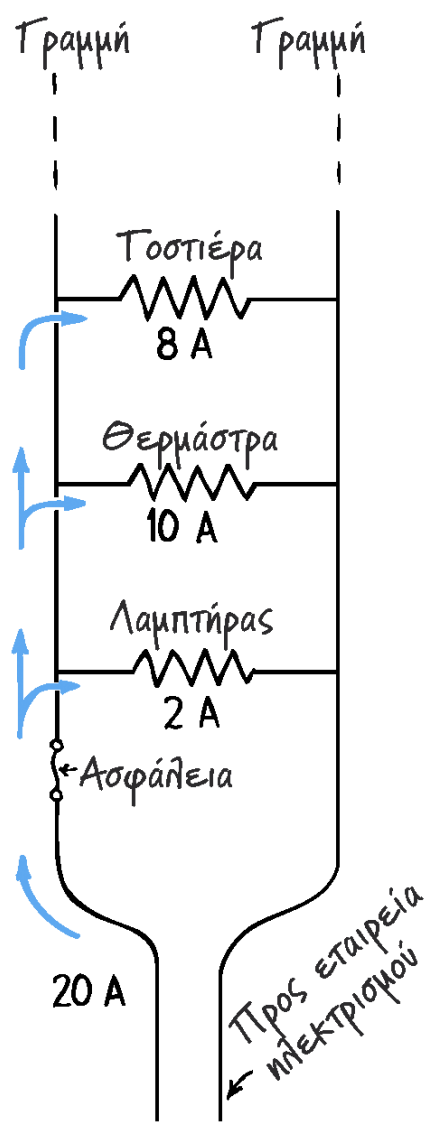 Γραμμή Γραμμή
Τοστιέρα
8 A
Θερμάστρα
10 A
Λαμπτήρας
2 A
Ασφάλεια
20 A
Προς εταιρεία
ηλεκτρισμού